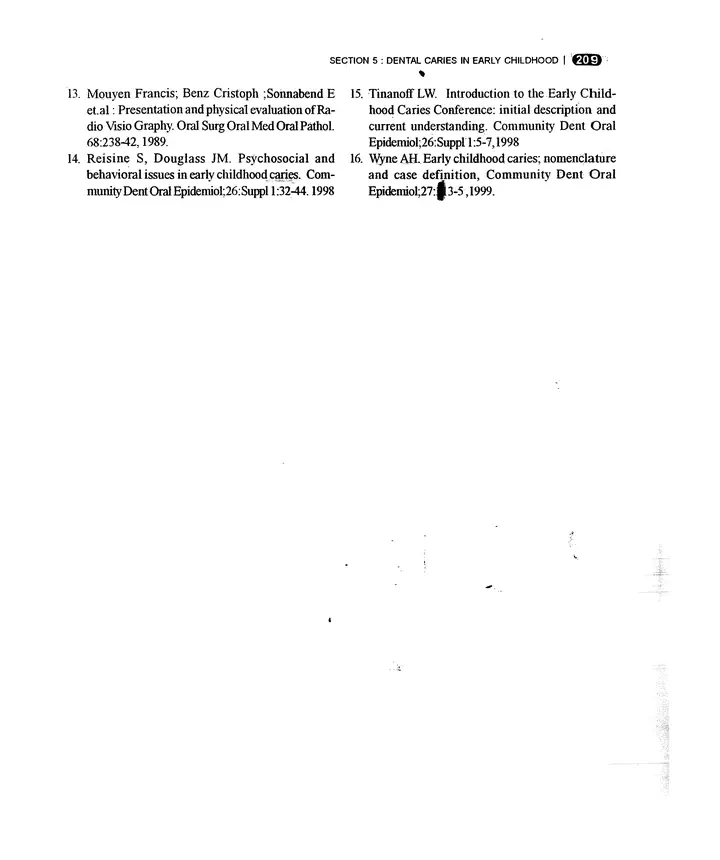 SECTION 5 : DENTAL CARIES IN EARLY CHILDHOOD | 209
13. Mouyen Francis; Benz Cristoph ;Sonnabend E
et.al : Presentation and physical evaluation of Ra-
dio Visio Graphy. Oral Surg Oral Med Oral Pathol.
68:238-42, 1989.
14. Reisine S, Douglass JM. Psychosocial and
behavioral issues in early childhood caries. Com-
munity Dent Oral Epidemiol;26:Suppl 1:32-44. 1998
15. Tinanoff LW. Introduction to the Early Child-
hood Caries Conference: initial description and
current understanding. Community Dent Oral
Epidemiol;26:Suppl 1:5-7,1998
16. Wyne AH. Early childhood caries; nomenclature
and case definition, Community Dent Oral
Epidemiol;27: 13-5 ,1999.